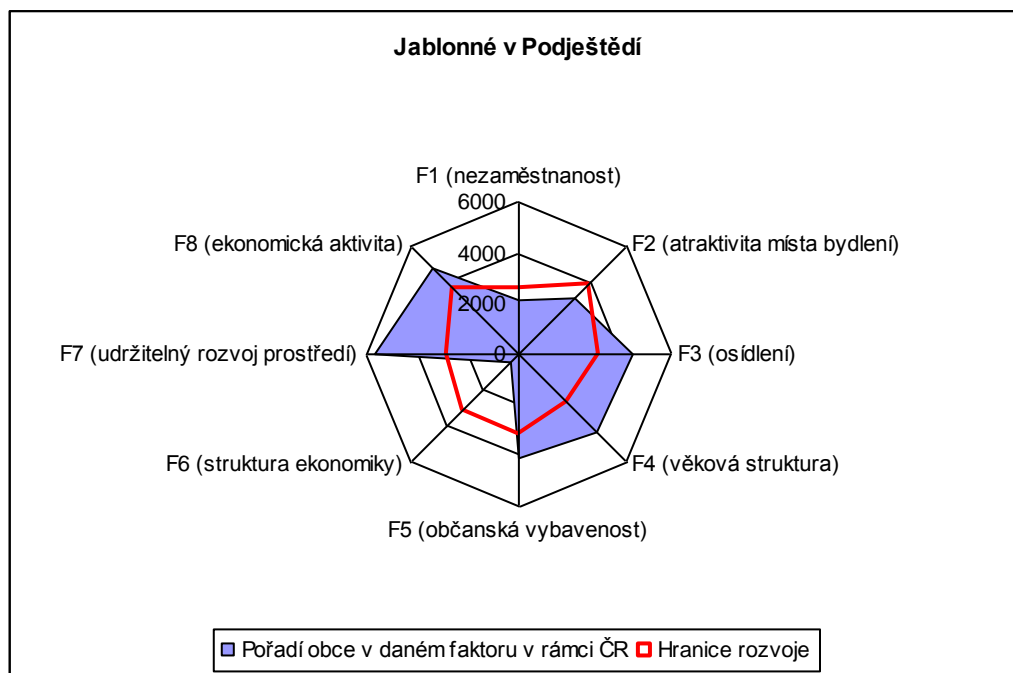 Jablonné v Podještědí
F1 (nezaměstnanost)
6000
F8 (ekonomická aktivita)
F2 (atraktivita místa bydlení)
4000
2000
F7 (udržitelný rozvoj prostředí)
0
F3 (osídlení)
F6 (struktura ekonomiky)
F4 (věková struktura)
F5 (občanská vybavenost)
Pořadí obce v daném faktoru v rámci ČR
Hranice rozvoje